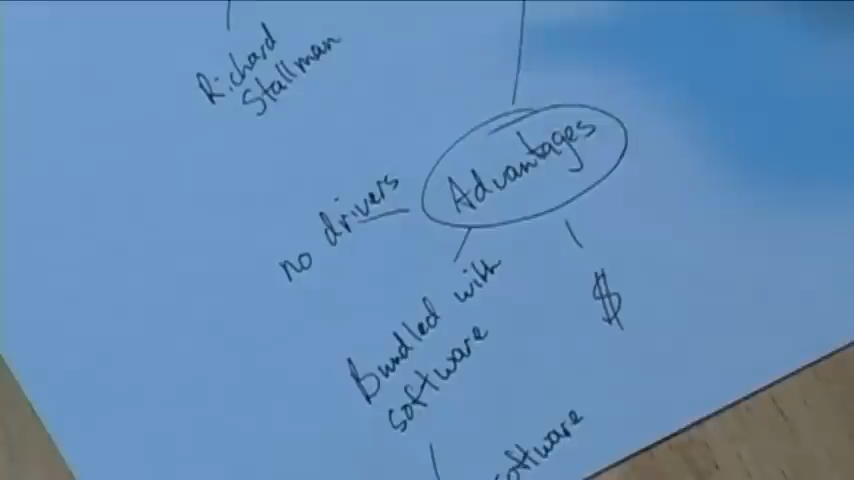 Richard
Stallman
Advantages
no drivers
Bundled with
software
$
software